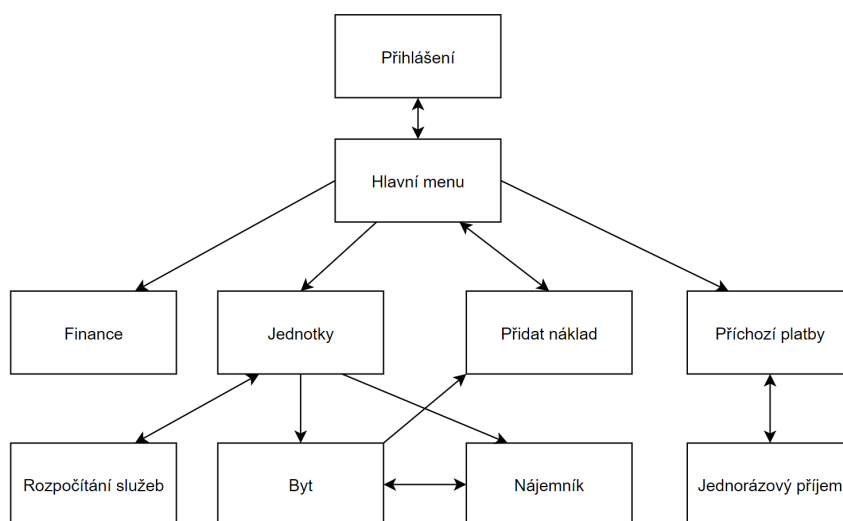 Přihlášení
Hlavní menu
Finance
Jednotky
Přidat náklad
Příchozí platby
Rozpočítání služeb
Byt
Nájemník
Jednorázový příjem